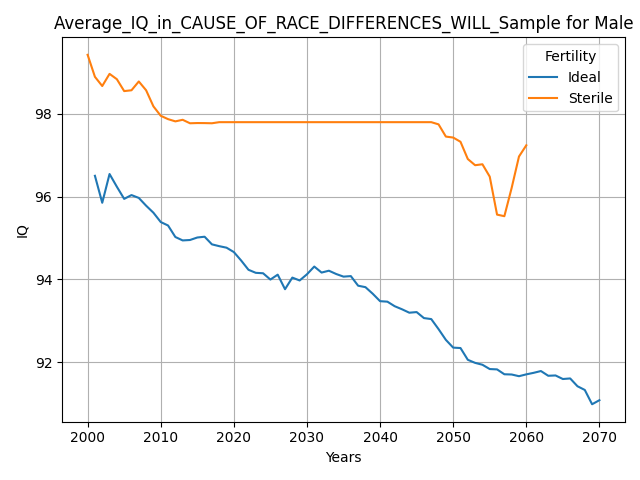 Average_IQ_in_CAUSE_OF_RACE_DIFFERENCES_WILL_Sample for Male
Fertility
Ideal
Sterile
98
96
94
92
IQ
2000 2010 2020 2030 2040 2050 2060 2070
Years